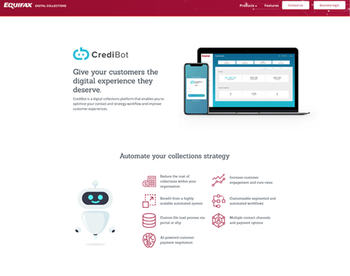 EQUIFAX DIGITAL COLLECTIONS
Products
Features
Contact Us
Business login
CrediBot
Give your customers the
digital experience they
deserve.
CrediBot is a digital collections platform that enables you to
optimise your contact and strategy workflow and improve
customer experiences.
Automate your collections strategy
Reduce the cost of
collections within your
organisation
Increase customer
engagement and cure rates
Benefit from a highly
scalable automated system
Customisable segmented and
automated workflows
Custom file load process via
portal or sftp
Multiple contact channels
and payment options
AI-powered customer
payment negotiation